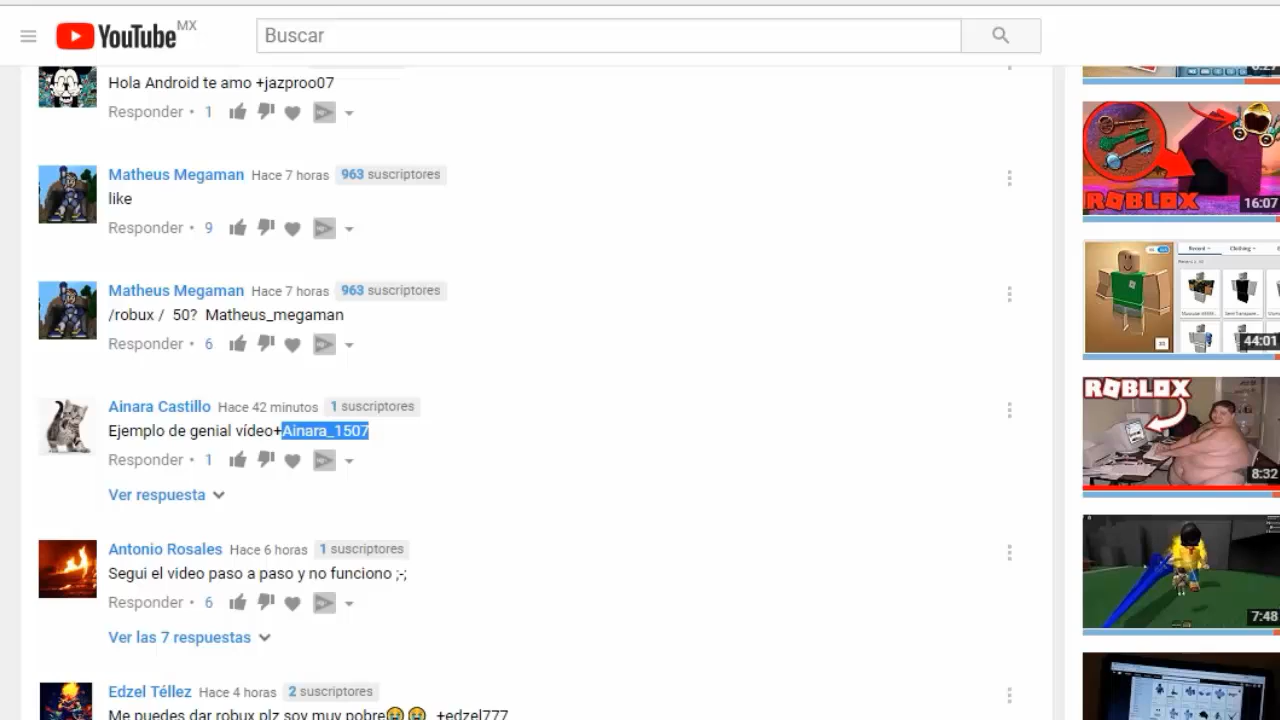 YouTube MX
Buscar
Hola Android te amo +jazproo07
Responder • 1
Matheus Megaman Hace 7 horas 963 suscriptores
like
Responder • 9
Matheus Megaman Hace 7 horas 963 suscriptores
/robux / 50? Matheus_megaman
Responder • 6
Ainara Castillo Hace 42 minutos 1 suscriptores
Ejemplo de genial vídeo+Ainara_1507
Responder • 1
Ver respuesta
Antonio Rosales Hace 6 horas 1 suscriptores
Segui el video paso a paso y no funciono ;-;
Responder • 6
Ver las 7 respuestas
Edzel Téllez Hace 4 horas 2 suscriptores
Me puedes dar robux plz soy muy pobre😭😭 +edzel777
ROBLOX
16:07
Clothing
44:01
ROBLOX
8:32
7:48